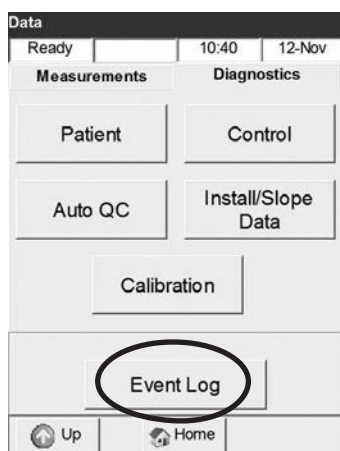 Data
Ready 10:40 12-Nov
Measurements Diagnostics
Patient Control
Auto QC Install/Slope
Data
Calibration
Event Log
Up Home